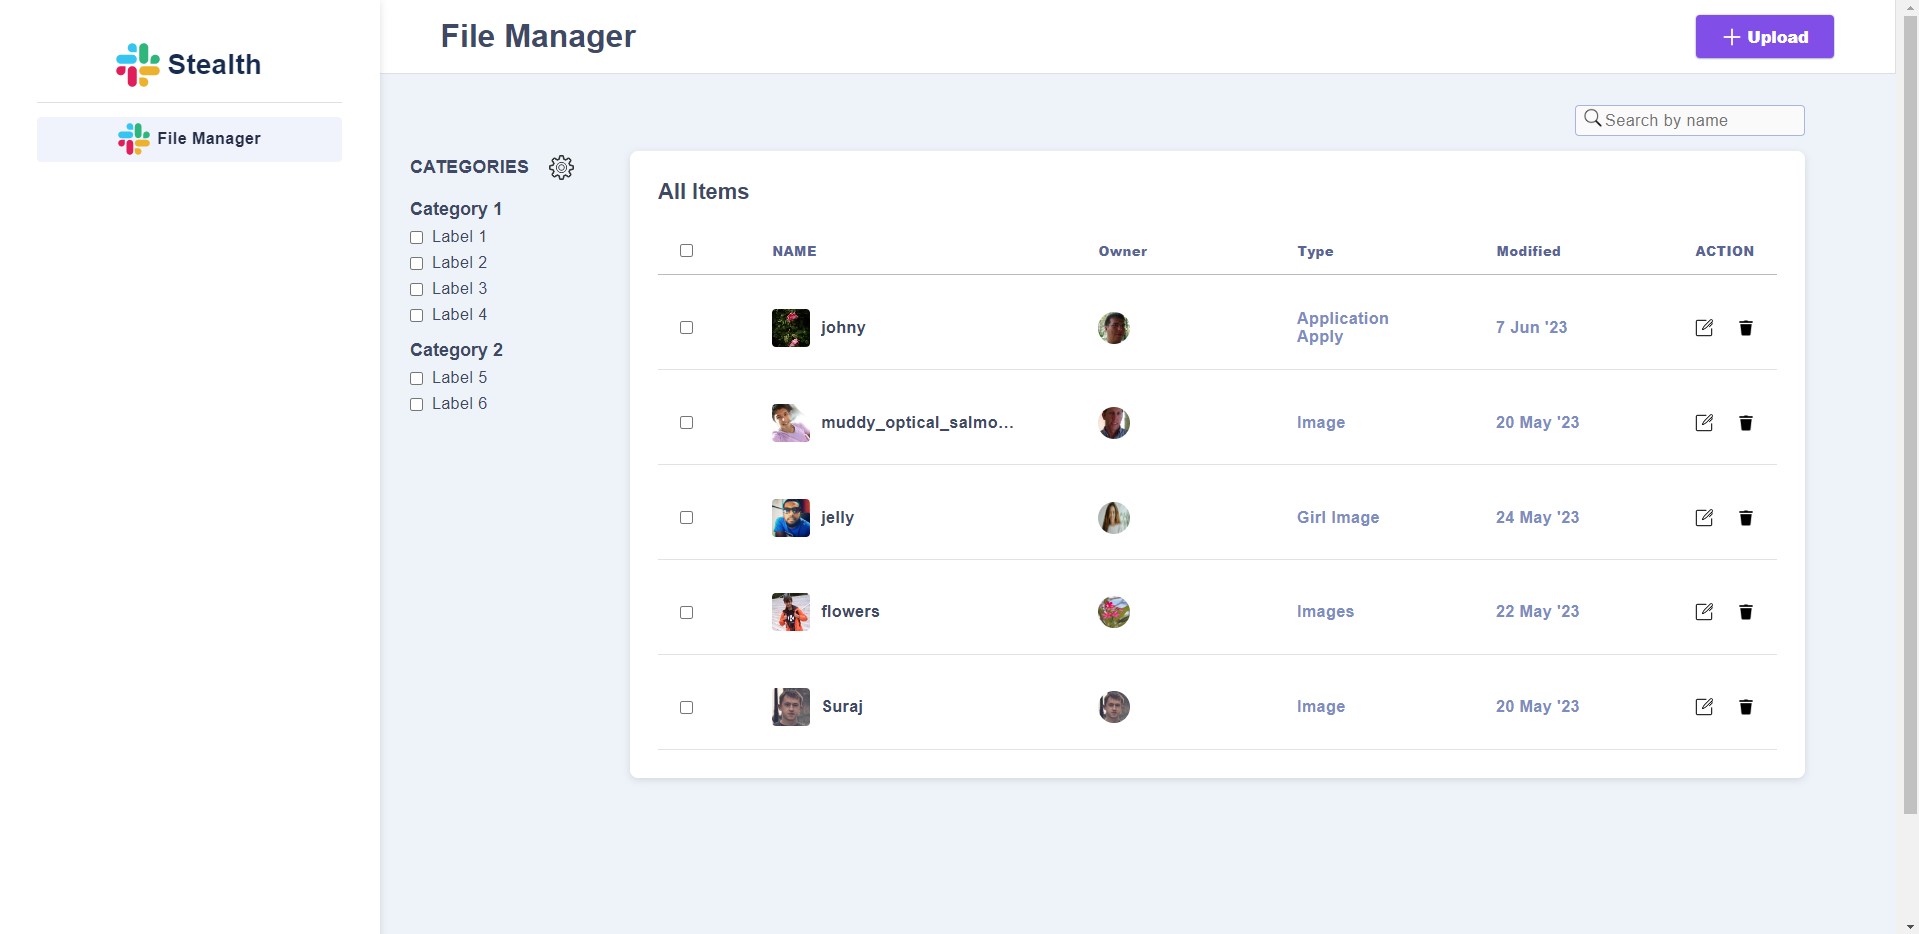 Stealth
File Manager
File Manager
Upload
Search by name
CATEGORIES
Category 1
Label 1
Label 2
Label 3
Label 4
Category 2
Label 5
Label 6
All Items
NAME Owner Type Modified ACTION
johny Application Apply 7 Jun '23
muddy_optical_salmo... Image 20 May '23
jelly Girl Image 24 May '23
flowers Images 22 May '23
Suraj Image 20 May '23